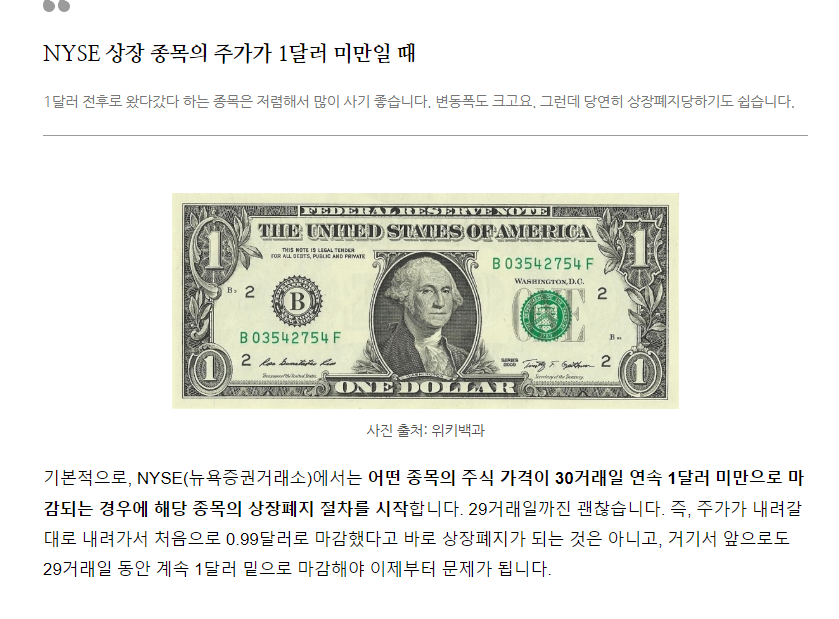 NYSE 상장 종목의 주가가 1달러 미만일 때
1달러 전후로 왔다갔다 하는 종목은 저렴해서 많이 사기 좋습니다. 변동폭도 크고요. 그런데 당연히 상장폐지당하기도 쉽습니다.
FEDERAL RESERVE NOTE
THE UNITED STATES OF AMERICA
THIS NOTE IS LEGAL TENDER
FOR ALL DEBTS, PUBLIC AND PRIVATE
B 03542754 F
WASHINGTON, D.C.
1
1
2
B
2
B 03542754 F
2
SERIES
2009
2
1
1
ONE DOLLAR
사진 출처: 위키백과
기본적으로, NYSE(뉴욕증권거래소)에서는 어떤 종목의 주식 가격이 30거래일 연속 1달러 미만으로 마
감되는 경우에 해당 종목의 상장폐지 절차를 시작합니다. 29거래일까진 괜찮습니다. 즉, 주가가 내려갈
대로 내려가서 처음으로 0.99달러로 마감했다고 바로 상장폐지가 되는 것은 아니고, 거기서 앞으로도
29거래일 동안 계속 1달러 밑으로 마감해야 이제부터 문제가 됩니다.